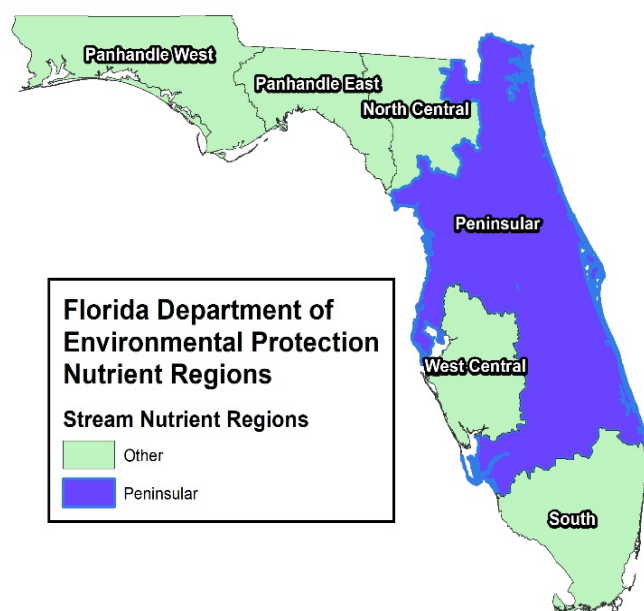 Panhandle West
Panhandle East
North Central
Peninsular
West Central
South
Florida Department of
Environmental Protection
Nutrient Regions
Stream Nutrient Regions
Other
Peninsular